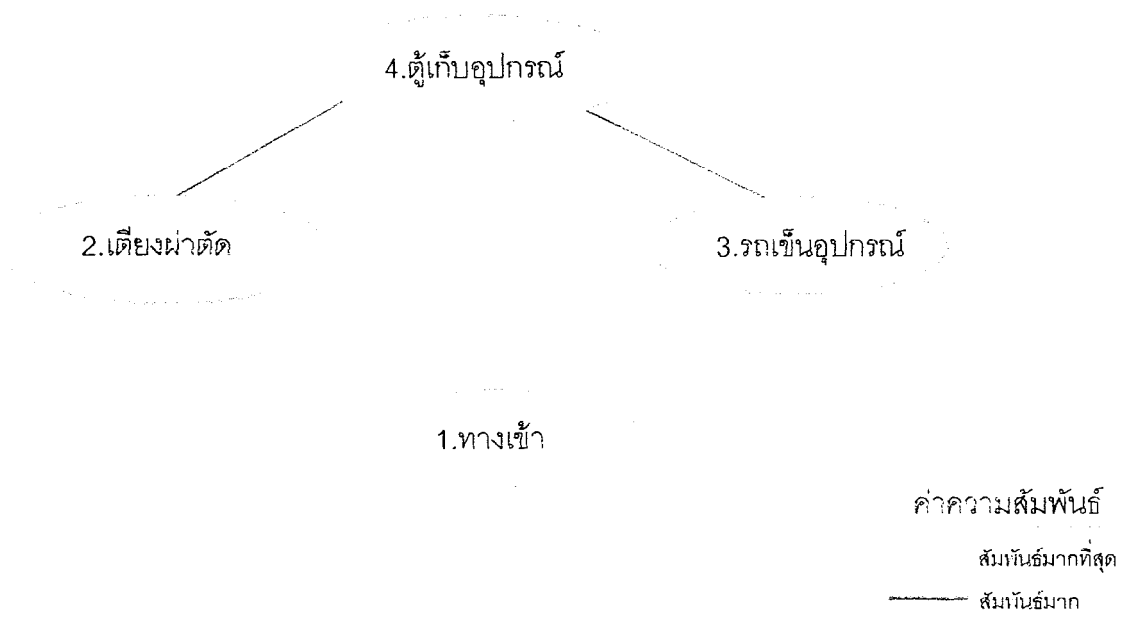 4.ตู้เก็บอุปกรณ์
2.เตียงผ่าตัด
3.รถเข็นอุปกรณ์
1.ทางเข้า
ค่าความสัมพันธ์
สัมพันธ์มากที่สุด
สัมพันธ์มาก